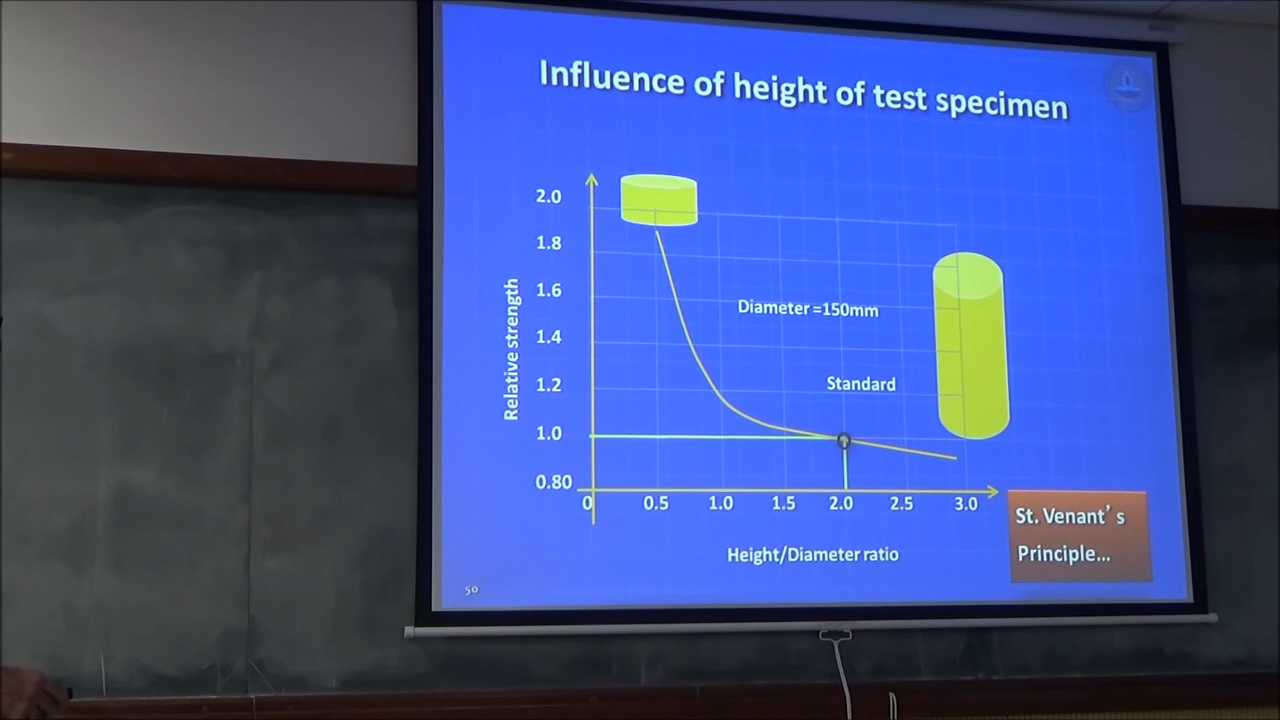 Influence of height of test specimen
2.0
1.8
1.6
1.4
1.2
1.0
0.80
Relative strength
Diameter =150mm
Standard
0 0.5 1.0 1.5 2.0 2.5 3.0
Height/Diameter ratio
St. Venant’s
Principle...
50